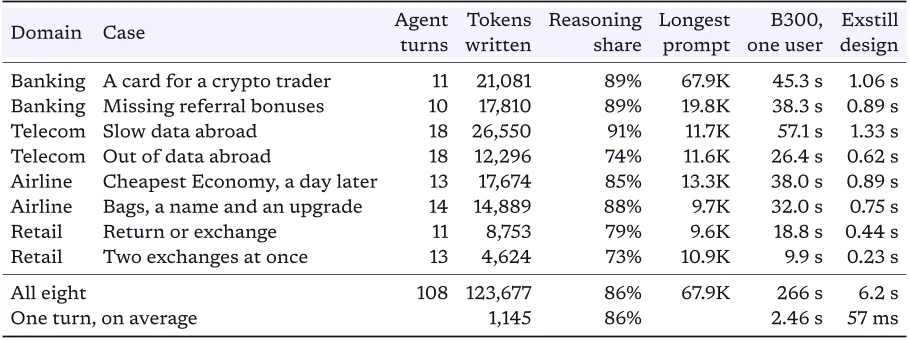 Domain Case Agent turns Tokens written Reasoning share Longest prompt B300, one user Exstill design
Banking A card for a crypto trader 11 21,081 89% 67.9K 45.3 s 1.06 s
Banking Missing referral bonuses 10 17,810 89% 19.8K 38.3 s 0.89 s
Telecom Slow data abroad 18 26,550 91% 11.7K 57.1 s 1.33 s
Telecom Out of data abroad 18 12,296 74% 11.6K 26.4 s 0.62 s
Airline Cheapest Economy, a day later 13 17,674 85% 13.3K 38.0 s 0.89 s
Airline Bags, a name and an upgrade 14 14,889 88% 9.7K 32.0 s 0.75 s
Retail Return or exchange 11 8,753 79% 9.6K 18.8 s 0.44 s
Retail Two exchanges at once 13 4,624 73% 10.9K 9.9 s 0.23 s
All eight 108 123,677 86% 67.9K 266 s 6.2 s
One turn, on average 1,145 86% 2.46 s 57 ms